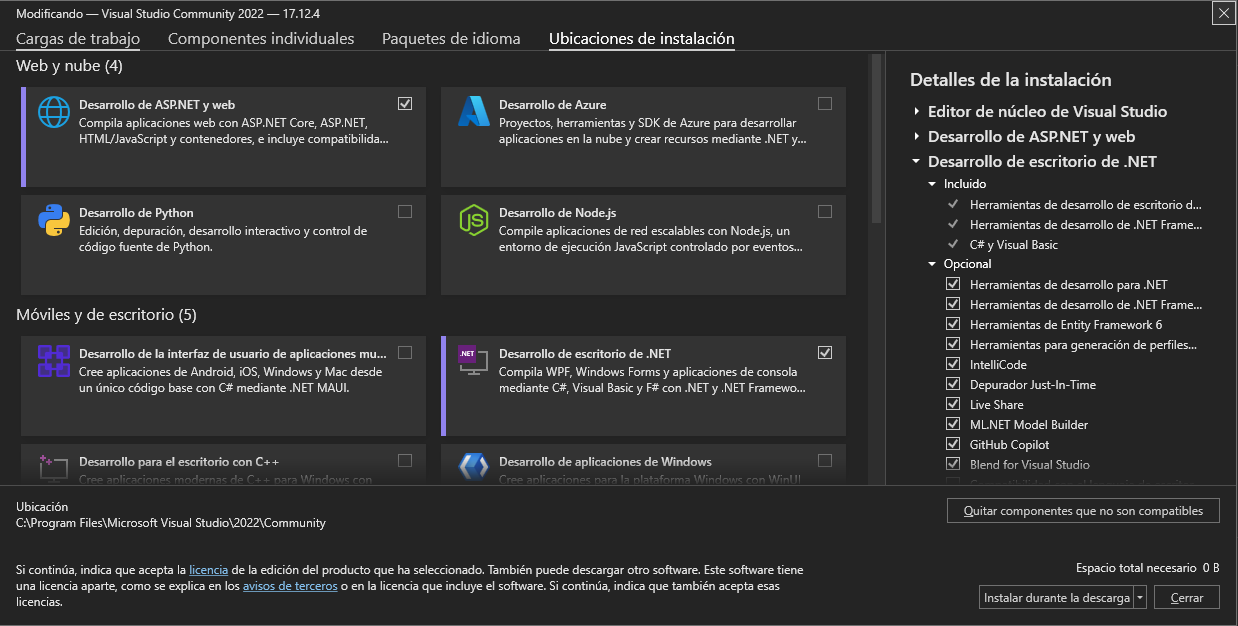 Modificando — Visual Studio Community 2022 — 17.12.4
Cargas de trabajo
Componentes individuales
Paquetes de idioma
Ubicaciones de instalación
Web y nube (4)
Desarrollo de ASP.NET y web
Compila aplicaciones web con ASP.NET Core, ASP.NET,
HTML/JavaScript y contenedores, e incluye compatibilida...
Desarrollo de Azure
Proyectos, herramientas y SDK de Azure para desarrollar
aplicaciones en la nube y crear recursos mediante .NET y...
Desarrollo de Python
Edición, depuración, desarrollo interactivo y control de
código fuente de Python.
JS
Desarrollo de Node.js
Compile aplicaciones de red escalables con Node.js, un
entorno de ejecución JavaScript controlado por eventos...
Móviles y de escritorio (5)
Desarrollo de la interfaz de usuario de aplicaciones mu...
Cree aplicaciones de Android, iOS, Windows y Mac desde
un único código base con C# mediante .NET MAUI.
.NET
Desarrollo de escritorio de .NET
Compila WPF, Windows Forms y aplicaciones de consola
mediante C#, Visual Basic y F# con .NET y .NET Framewo...
Desarrollo para el escritorio con C++
Cree aplicaciones modernas de C++ para Windows con
Desarrollo de aplicaciones de Windows
Cree aplicaciones para la plataforma Windows con WinUI
Detalles de la instalación
Editor de núcleo de Visual Studio
Desarrollo de ASP.NET y web
Desarrollo de escritorio de .NET
Incluido
Herramientas de desarrollo de escritorio d...
Herramientas de desarrollo de .NET Frame...
C# y Visual Basic
Opcional
Herramientas de desarrollo para .NET
Herramientas de desarrollo de .NET Frame...
Herramientas de Entity Framework 6
Herramientas para generación de perfiles...
IntelliCode
Depurador Just-In-Time
Live Share
ML.NET Model Builder
GitHub Copilot
Blend for Visual Studio
Ubicación
C:\Program Files\Microsoft Visual Studio\2022\Community
Quitar componentes que no son compatibles
Si continúa, indica que acepta la licencia de la edición del producto que ha seleccionado. También puede descargar otro software. Este software tiene
una licencia aparte, como se explica en los avisos de terceros o en la licencia que incluye el software. Si continúa, indica que también acepta esas
licencias.
Espacio total necesario 0 B
Instalar durante la descarga
Cerrar